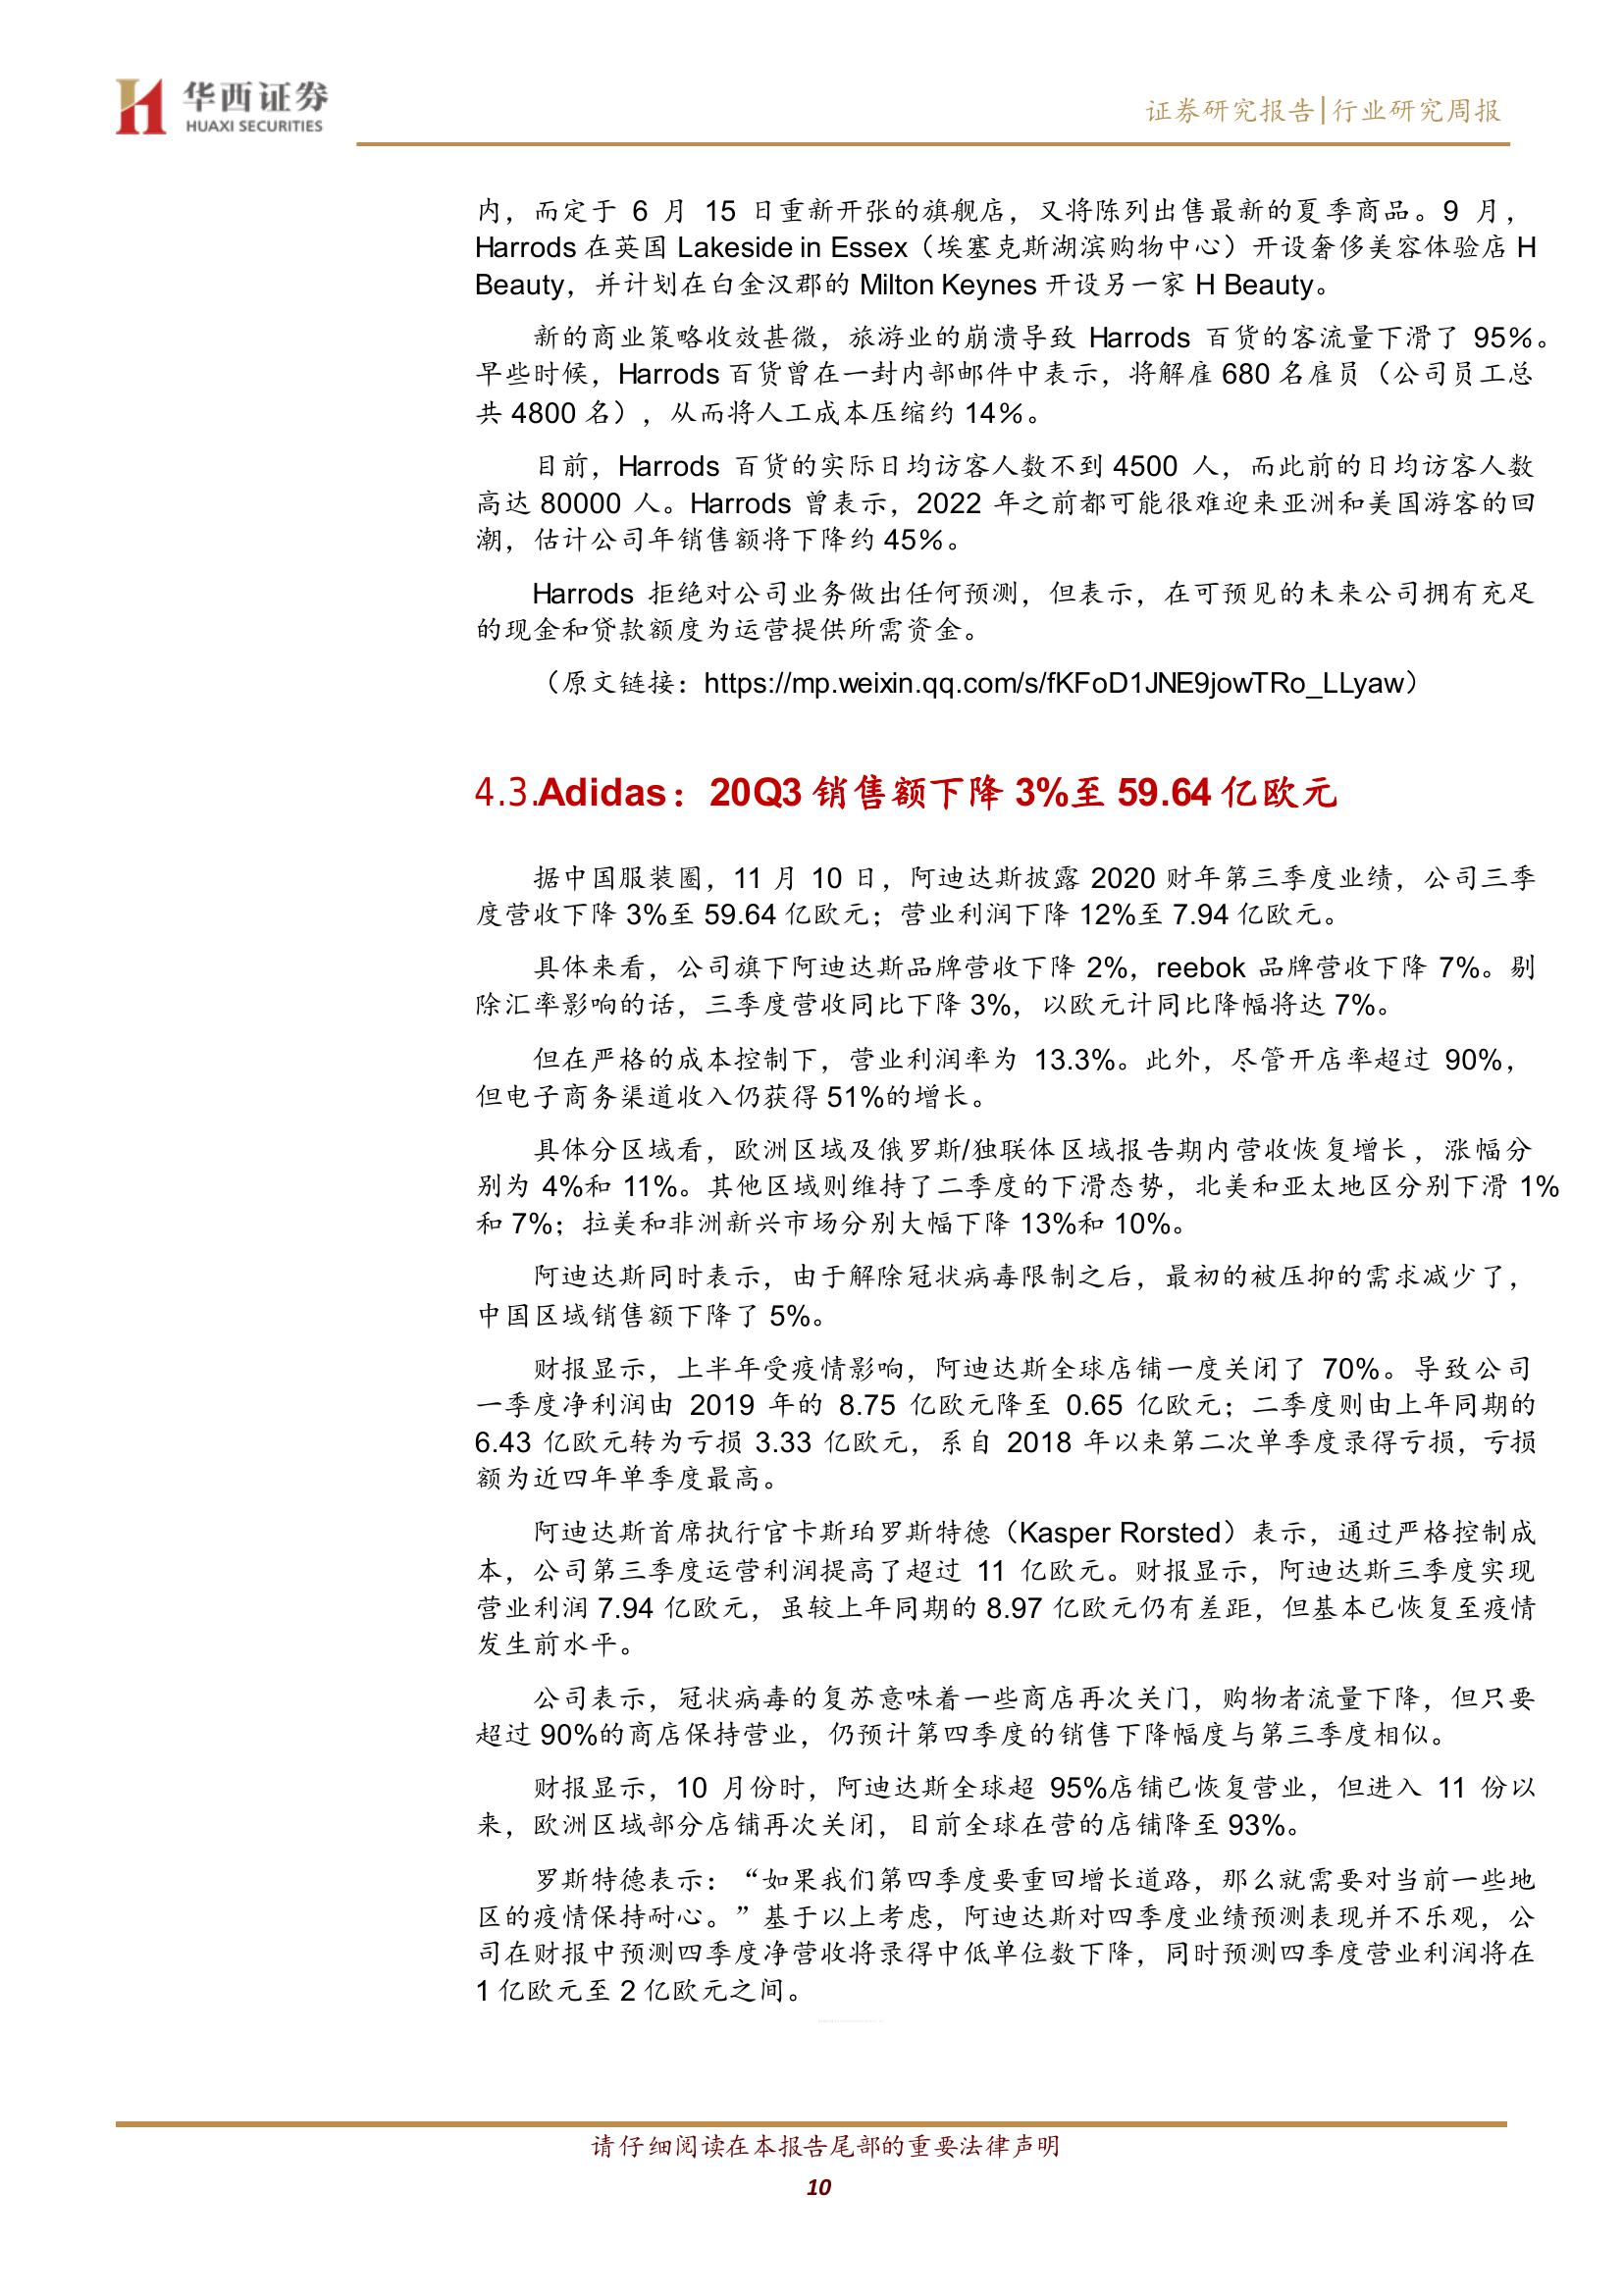 华西证券
HUAXI SECURITIES
证券研究报告|行业研究周报
内，而定于 6 月 15 日重新开张的旗舰店，又将陈列出售最新的夏季商品。9 月，
Harrods 在英国 Lakeside in Essex（埃塞克斯湖滨购物中心）开设奢侈美容体验店 H
Beauty，并计划在白金汉郡的 Milton Keynes 开设另一家 H Beauty。
新的商业策略收效甚微，旅游业的崩溃导致 Harrods 百货的客流量下滑了 95%。
早些时候，Harrods 百货曾在一封内部邮件中表示，将解雇 680 名雇员（公司员工总
共 4800 名），从而将人工成本压缩约 14%。
目前，Harrods 百货的实际日均访客人数不到 4500 人，而此前的日均访客人数
高达 80000 人。Harrods 曾表示，2022 年之前都可能很难迎来亚洲和美国游客的回
潮，估计公司年销售额将下降约 45%。
Harrods 拒绝对公司业务做出任何预测，但表示，在可预见的未来公司拥有充足
的现金和贷款额度为运营提供所需资金。
（原文链接：https://mp.weixin.qq.com/s/fKFoD1JNE9jowTRo_LLyaw）
4.3.Adidas：20Q3 销售额下降 3%至 59.64 亿欧元
据中国服装圈，11 月 10 日，阿迪达斯披露 2020 财年第三季度业绩，公司三季
度营收下降 3%至 59.64 亿欧元；营业利润下降 12%至 7.94 亿欧元。
具体来看，公司旗下阿迪达斯品牌营收下降 2%，reebok 品牌营收下降 7%。剔
除汇率影响的话，三季度营收同比下降 3%，以欧元计同比降幅将达 7%。
但在严格的成本控制下，营业利润率为 13.3%。此外，尽管开店率超过 90%，
但电子商务渠道收入仍获得 51%的增长。
具体分区域看，欧洲区域及俄罗斯/独联体区域报告期内营收恢复增长，涨幅分
别为 4%和 11%。其他区域则维持了二季度的下滑态势，北美和亚太地区分别下滑 1%
和 7%；拉美和非洲新兴市场分别大幅下降 13%和 10%。
阿迪达斯同时表示，由于解除冠状病毒限制之后，最初的被压抑的需求减少了，
中国区域销售额下降了 5%。
财报显示，上半年受疫情影响，阿迪达斯全球店铺一度关闭了 70%。导致公司
一季度净利润由 2019 年的 8.75 亿欧元降至 0.65 亿欧元；二季度则由上年同期的
6.43 亿欧元转为亏损 3.33 亿欧元，系自 2018 年以来第二次单季度录得亏损，亏损
额为近四年单季度最高。
阿迪达斯首席执行官卡斯珀罗斯特德（Kasper Rorsted）表示，通过严格控制成
本，公司第三季度运营利润提高了超过 11 亿欧元。财报显示，阿迪达斯三季度实现
营业利润 7.94 亿欧元，虽较上年同期的 8.97 亿欧元仍有差距，但基本已恢复至疫情
发生前水平。
公司表示，冠状病毒的复苏意味着一些商店再次关门，购物者流量下降，但只要
超过 90%的商店保持营业，仍预计第四季度的销售下降幅度与第三季度相似。
财报显示，10 月份时，阿迪达斯全球超 95%店铺已恢复营业，但进入 11 份以
来，欧洲区域部分店铺再次关闭，目前全球在营的店铺降至 93%。
罗斯特德表示：“如果我们第四季度要重回增长道路，那么就需要对当前一些地
区的疫情保持耐心。”基于以上考虑，阿迪达斯对四季度业绩预测表现并不乐观，公
司在财报中预测四季度净营收将录得中低单位数下降，同时预测四季度营业利润将在
1 亿欧元至 2 亿欧元之间。
请仔细阅读在本报告尾部的重要法律声明
10